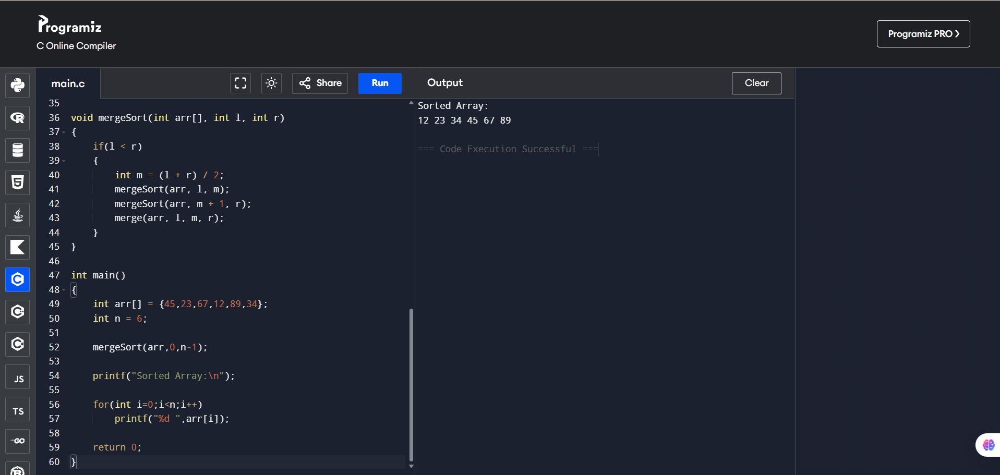 Programiz
C Online Compiler
Programiz PRO ❯
main.c
Share
Run
Output
Clear
35
36 void mergeSort(int arr[], int l, int r)
37 {
38     if(l < r)
39     {
40         int m = (l + r) / 2;
41         mergeSort(arr, l, m);
42         mergeSort(arr, m + 1, r);
43         merge(arr, l, m, r);
44     }
45 }
46
47 int main()
48 {
49     int arr[] = {45,23,67,12,89,34};
50     int n = 6;
51
52     mergeSort(arr,0,n-1);
53
54     printf("Sorted Array:\n");
55
56     for(int i=0;i<n;i++)
57         printf("%d ",arr[i]);
58
59     return 0;
60 }
Sorted Array:
12 23 34 45 67 89
=== Code Execution Successful ===
R
5
C
C
C
JS
TS
GO
R